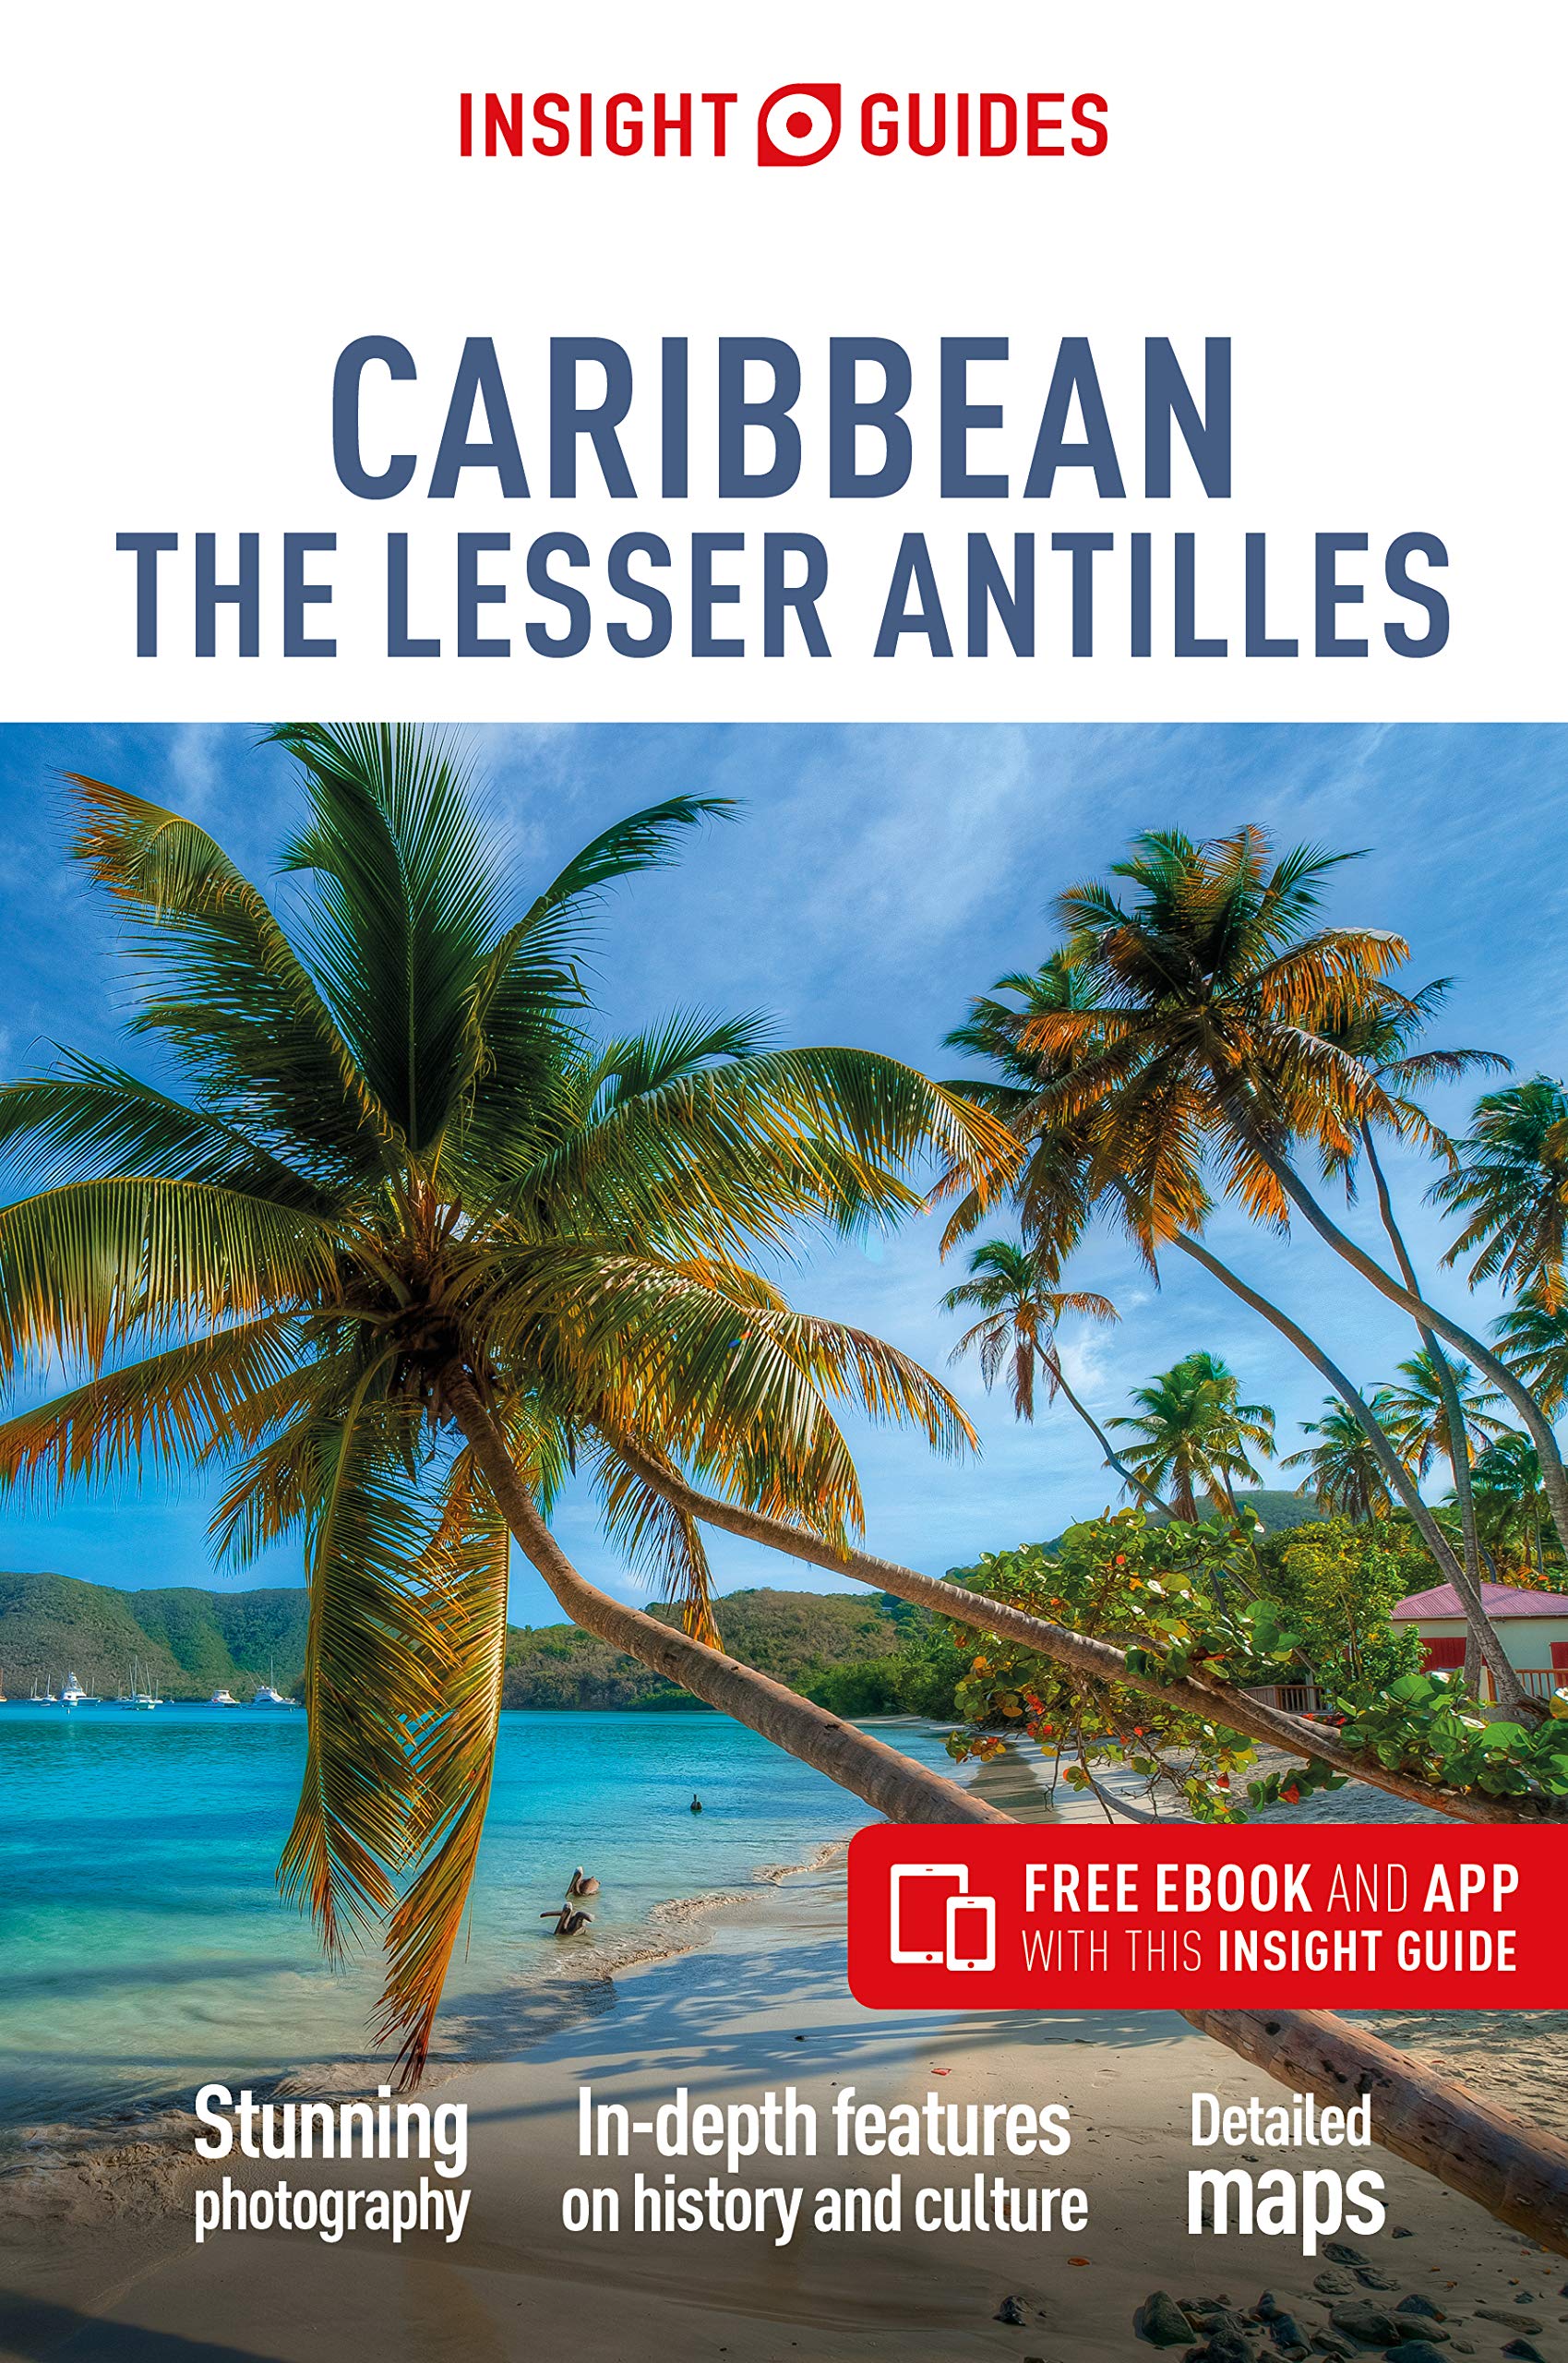 INSIGHT GUIDES
CARIBBEAN
THE LESSER ANTILLES
FREE EBOOK AND APP
WITH THIS INSIGHT GUIDE
Stunning
photography
In-depth features
on history and culture
Detailed
maps